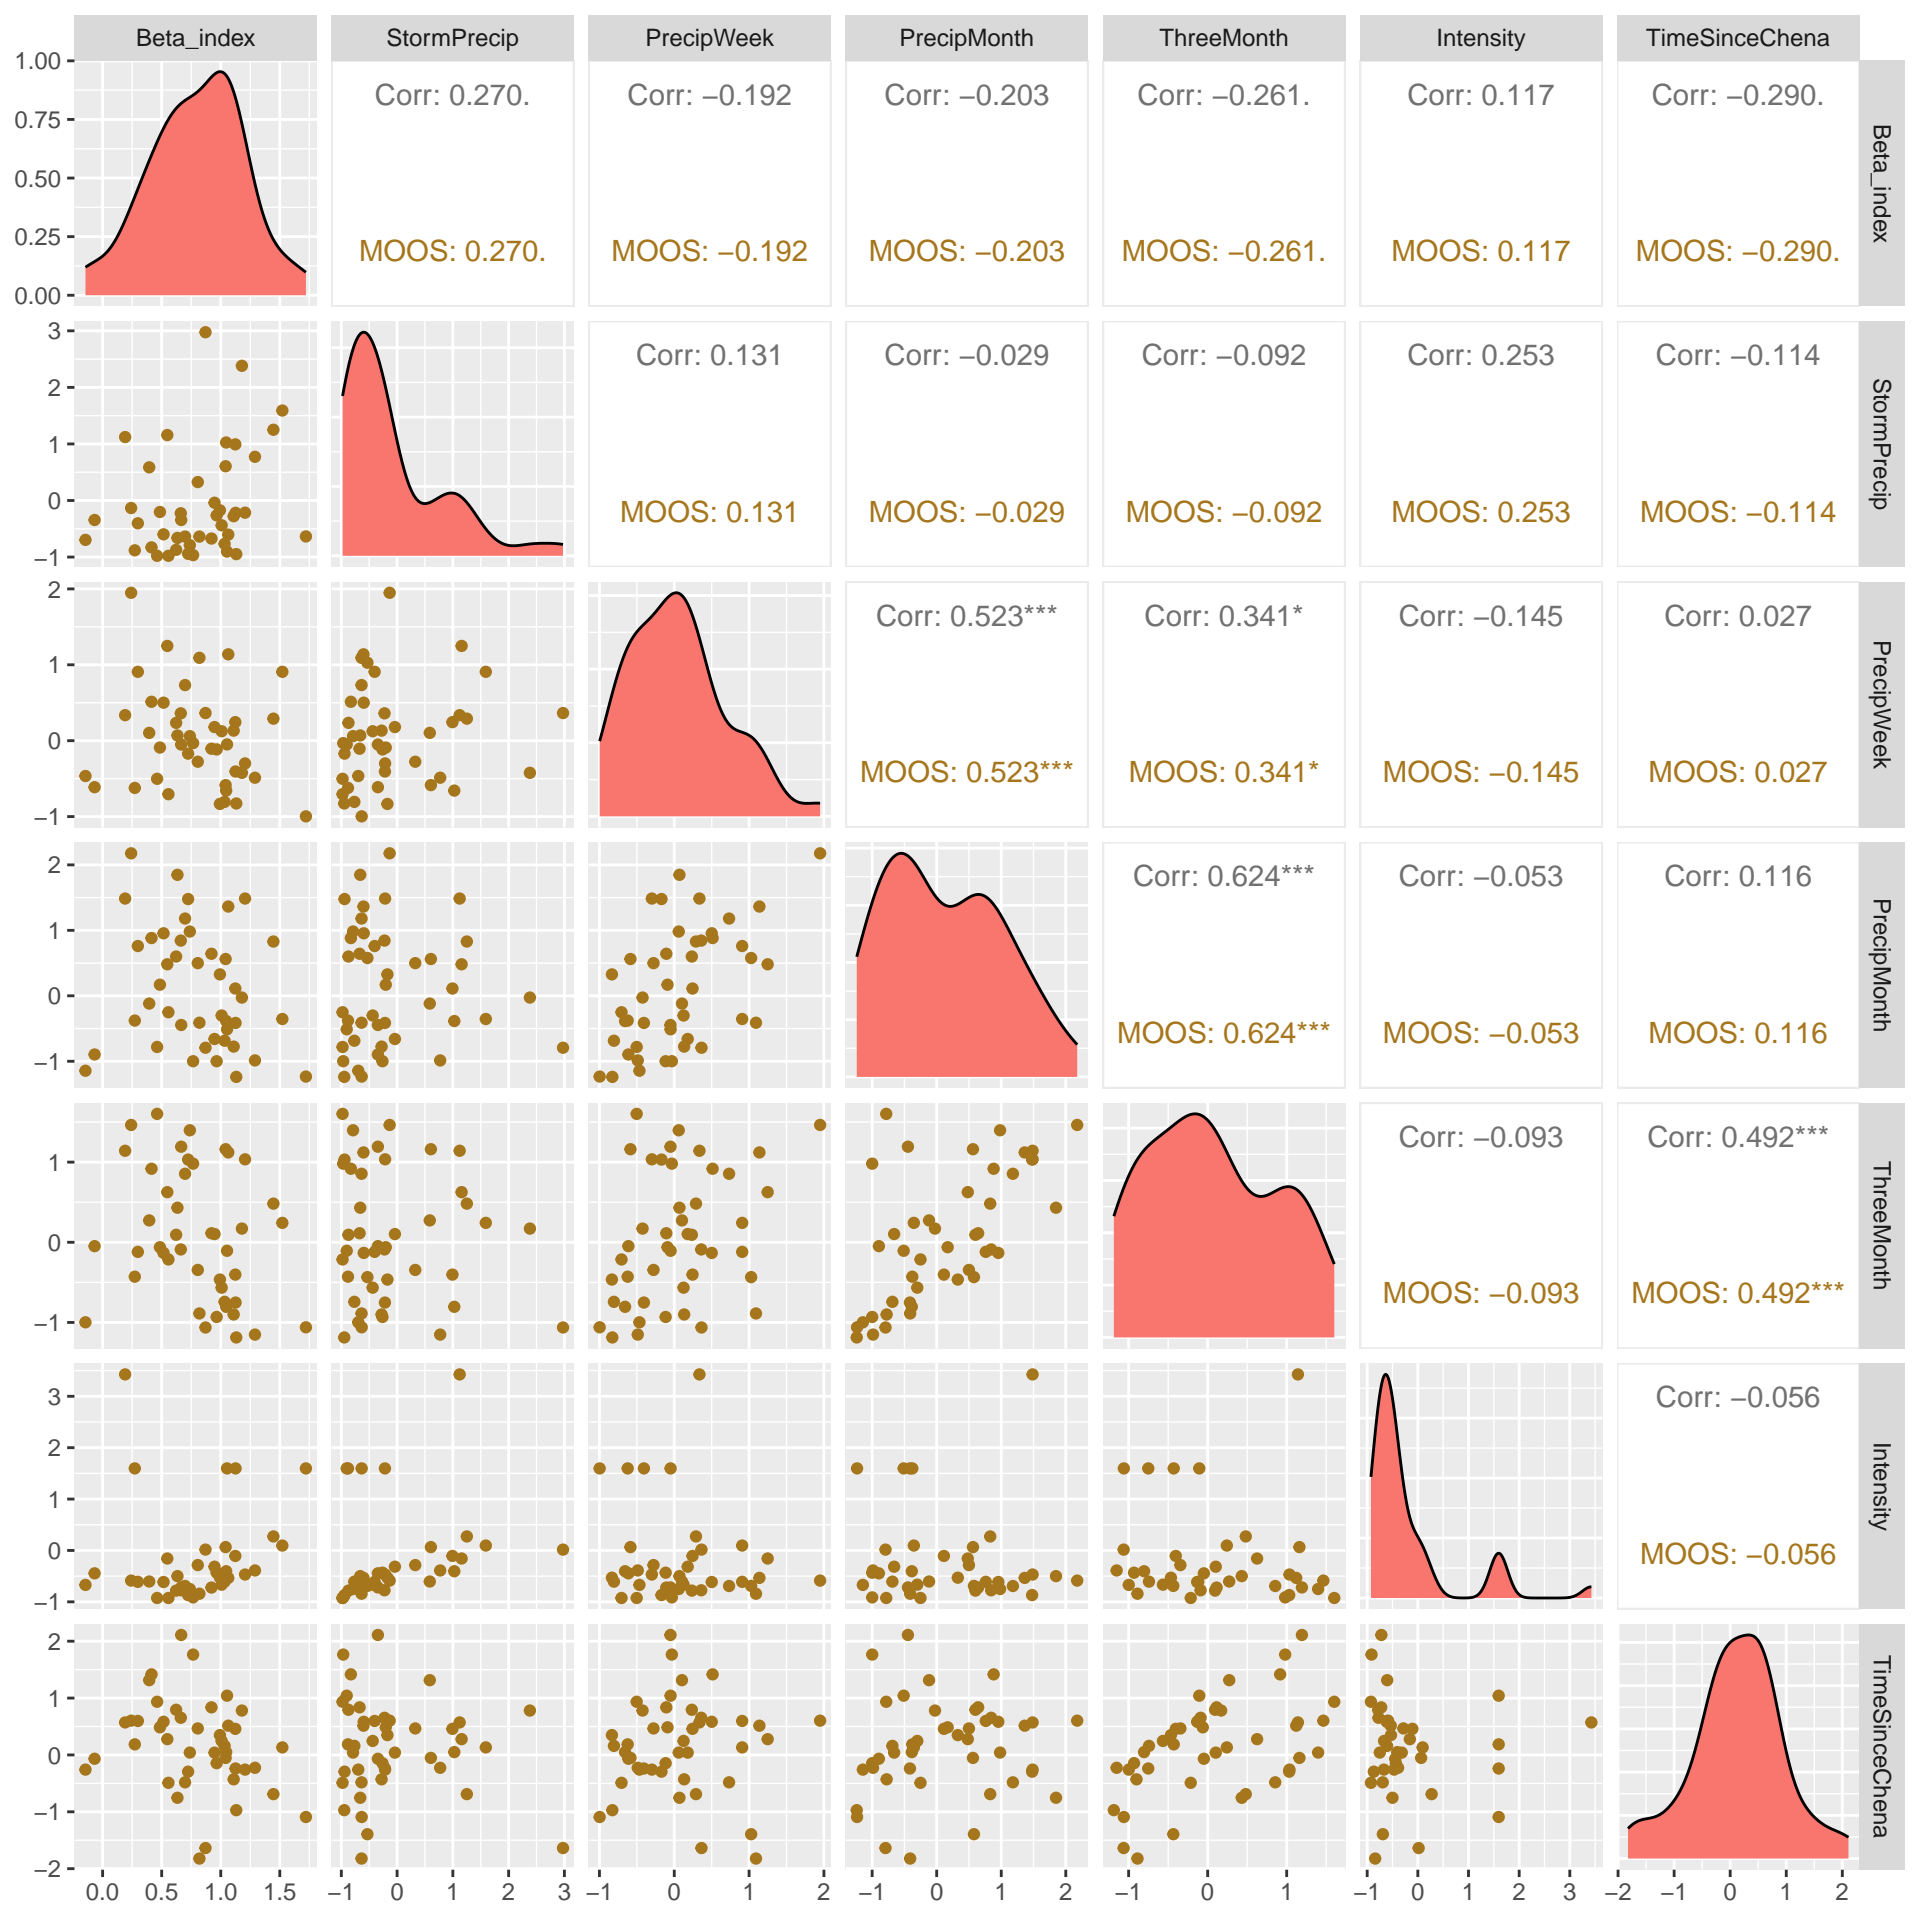 Beta_index StormPrecip PrecipWeek PrecipMonth ThreeMonth Intensity TimeSinceChena
1.00
0.75
0.50
0.25
0.00
Corr: 0.270. Corr: −0.192 Corr: −0.203 Corr: −0.261. Corr: 0.117 Corr: −0.290.
MOOS: 0.270. MOOS: −0.192 MOOS: −0.203 MOOS: −0.261. MOOS: 0.117 MOOS: −0.290.
Beta_index
3
2
1
0
−1
Corr: 0.131 Corr: −0.029 Corr: −0.092 Corr: 0.253 Corr: −0.114
MOOS: 0.131 MOOS: −0.029 MOOS: −0.092 MOOS: 0.253 MOOS: −0.114
StormPrecip
2
1
0
−1
Corr: 0.523*** Corr: 0.341* Corr: −0.145 Corr: 0.027
MOOS: 0.523*** MOOS: 0.341* MOOS: −0.145 MOOS: 0.027
PrecipWeek
2
1
0
−1
Corr: 0.624*** Corr: −0.053 Corr: 0.116
MOOS: 0.624*** MOOS: −0.053 MOOS: 0.116
PrecipMonth
1
0
−1
Corr: −0.093 Corr: 0.492***
MOOS: −0.093 MOOS: 0.492***
ThreeMonth
3
2
1
0
−1
Corr: −0.056
MOOS: −0.056
Intensity
2
1
0
−1
−2
TimeSinceChena
0.0 0.5 1.0 1.5 −1 0 1 2 3 −1 0 1 2 −1 0 1 2 −1 0 1 −1 0 1 2 3 −2 −1 0 1 2